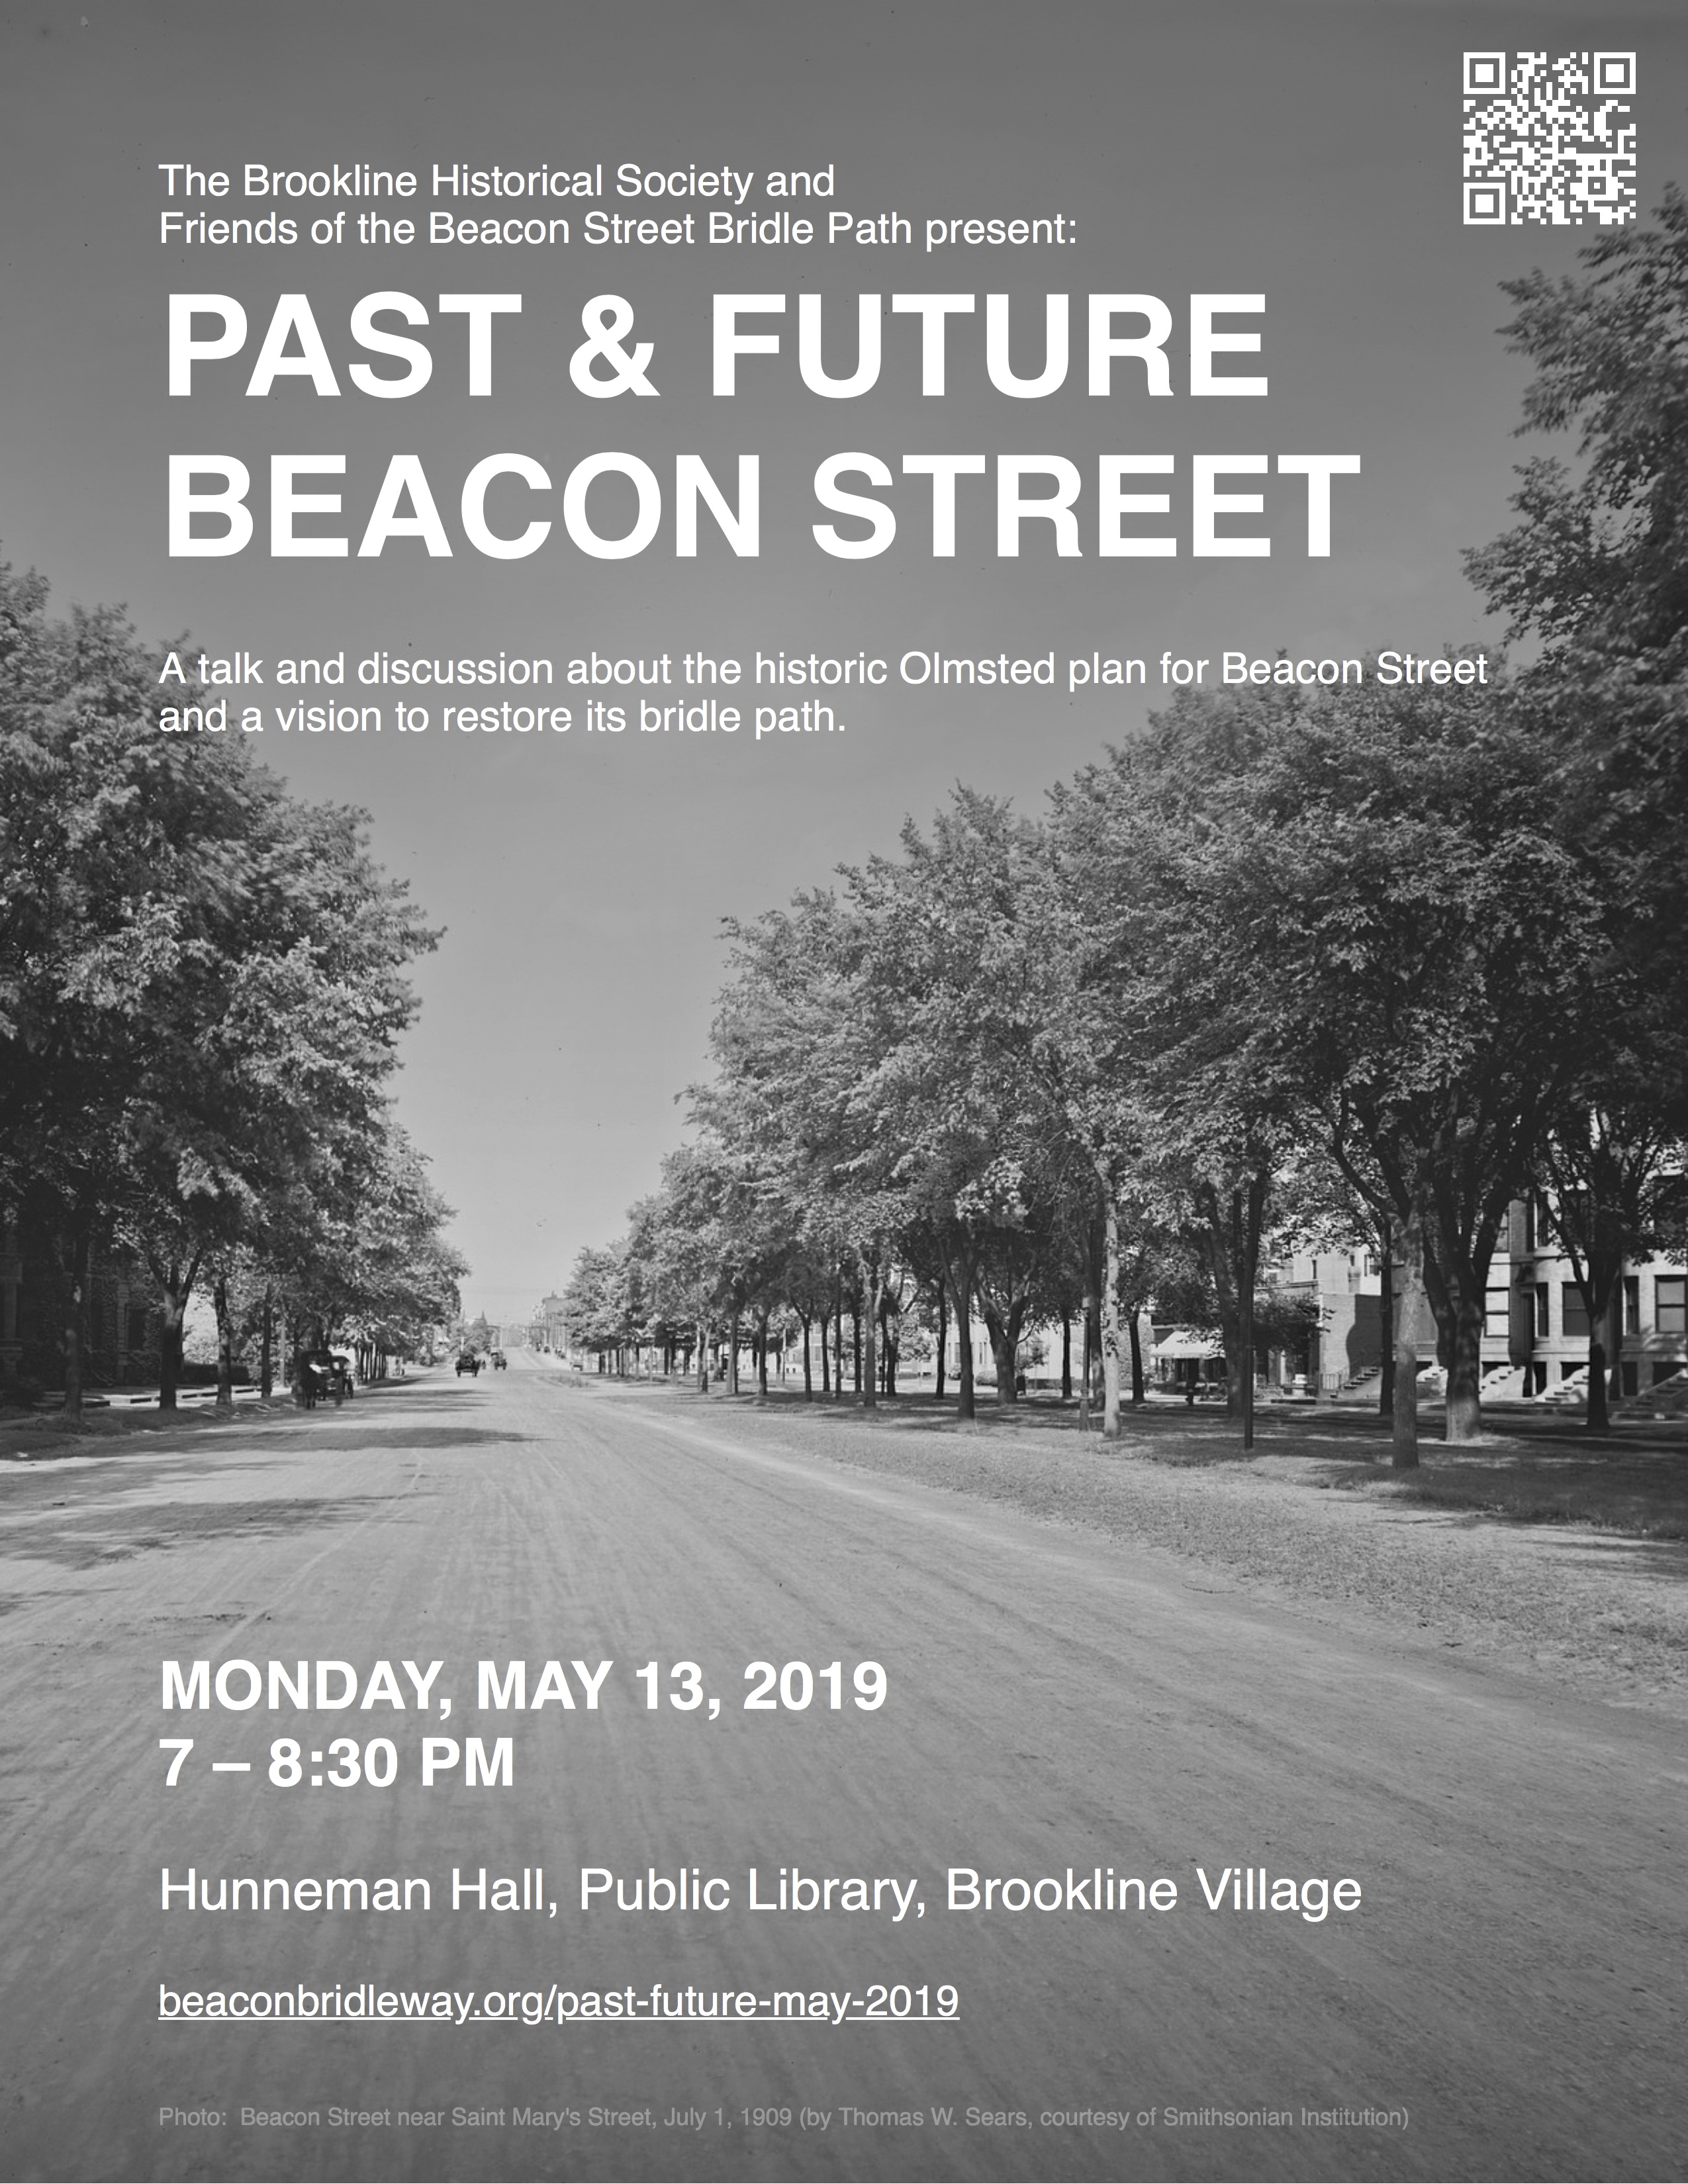 The Brookline Historical Society and
Friends of the Beacon Street Bridle Path present:
PAST & FUTURE
BEACON STREET
A talk and discussion about the historic Olmsted plan for Beacon Street
and a vision to restore its bridle path.
MONDAY, MAY 13, 2019
7 – 8:30 PM
Hunneman Hall, Public Library, Brookline Village
beaconbridleway.org/past-future-may-2019
Photo:  Beacon Street near Saint Mary's Street, July 1, 1909 (by Thomas W. Sears, courtesy of Smithsonian Institution)